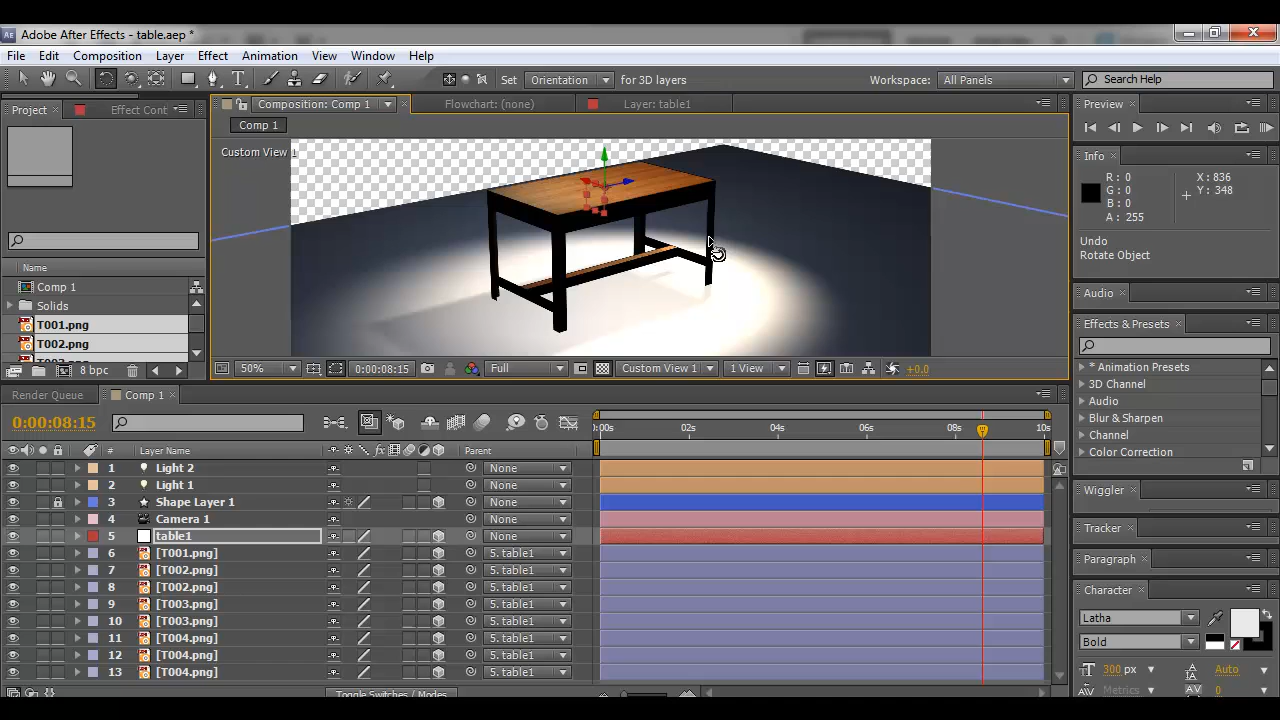 Adobe After Effects - table.aep *
File Edit Composition Layer Effect Animation View Window Help
Set Orientation for 3D layers Workspace: All Panels Search Help
Project Effect Cont Composition: Comp 1 Flowchart: (none) Layer: table1 Preview
Comp 1
Custom View 1
Info
R: 0 X: 836
G: 0 Y: 348
B: 0
A: 255
Undo
Rotate Object
Name
Comp 1
Solids
T001.png
T002.png
8 bpc
50% 0:00:08:15 Full Custom View 1 1 View +0.0
Audio
Effects & Presets
* Animation Presets
3D Channel
Audio
Blur & Sharpen
Channel
Color Correction
Render Queue Comp 1
0:00:08:15
:00s 02s 04s 06s 08s 10s
# Layer Name Parent
1 Light 2 None
2 Light 1 None
3 Shape Layer 1 None
4 Camera 1 None
5 table1 None
6 [T001.png] 5. table1
7 [T002.png] 5. table1
8 [T002.png] 5. table1
9 [T003.png] 5. table1
10 [T003.png] 5. table1
11 [T004.png] 5. table1
12 [T004.png] 5. table1
13 [T004.png] 5. table1
Toggle Switches / Modes
Wiggler
Tracker
Paragraph
Character
Latha
Bold
300 px Auto
Metrics 0